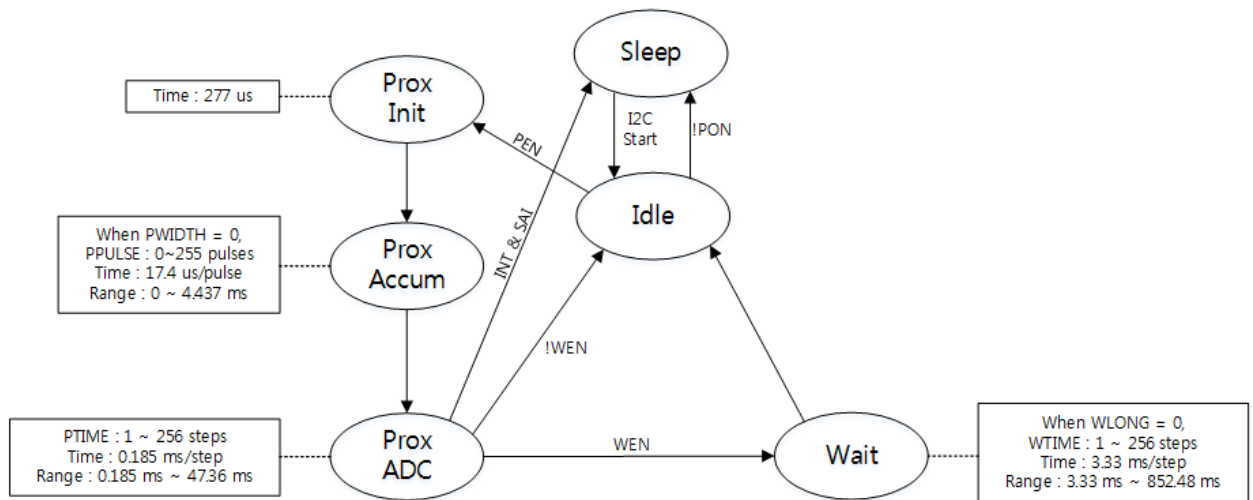 Sleep
Prox
Init
Time : 277 us
I2C
Start
!PON
PEN
Idle
INT & SAI
When PWIDTH = 0,
PPULSE : 0~255 pulses
Time : 17.4 us/pulse
Range : 0 ~ 4.437 ms
Prox
Accum
!WEN
PTIME : 1 ~ 256 steps
Time : 0.185 ms/step
Range : 0.185 ms ~ 47.36 ms
Prox
ADC
WEN
Wait
When WLONG = 0,
WTIME : 1 ~ 256 steps
Time : 3.33 ms/step
Range : 3.33 ms ~ 852.48 ms